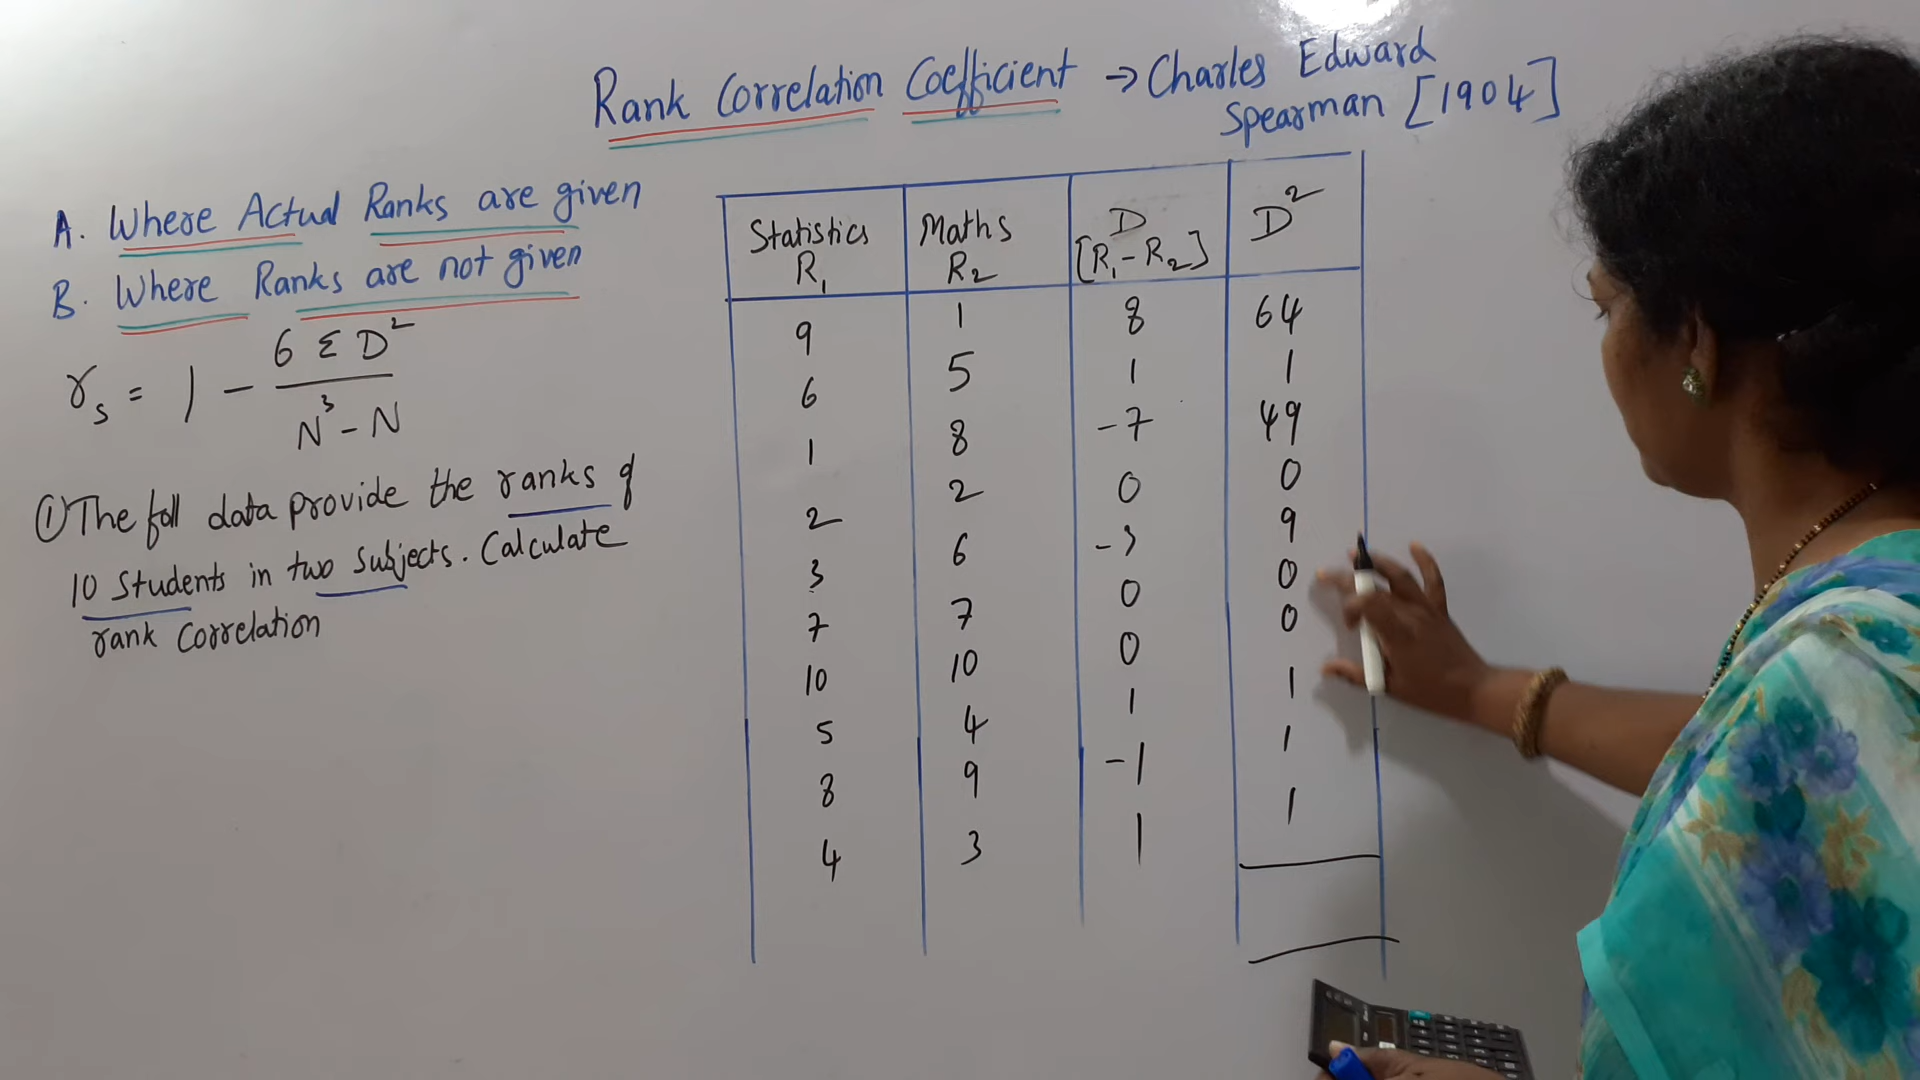 Rank Correlation Coefficient → Charles Edward
Spearman [1904]
A. Where Actual Ranks are given
B. Where Ranks are not given
r_s = 1 - 6 Σ D² / N³ - N
① The foll data provide the ranks of
10 Students in two subjects. Calculate
rank Correlation
Statistics R₁ | Maths R₂ | D [R₁ - R₂] | D²
9 | 1 | 8 | 64
6 | 5 | 1 | 1
1 | 8 | -7 | 49
2 | 2 | 0 | 0
3 | 6 | -3 | 9
7 | 7 | 0 | 0
10 | 10 | 0 | 0
5 | 4 | 1 | 1
8 | 9 | -1 | 1
4 | 3 | 1 | 1